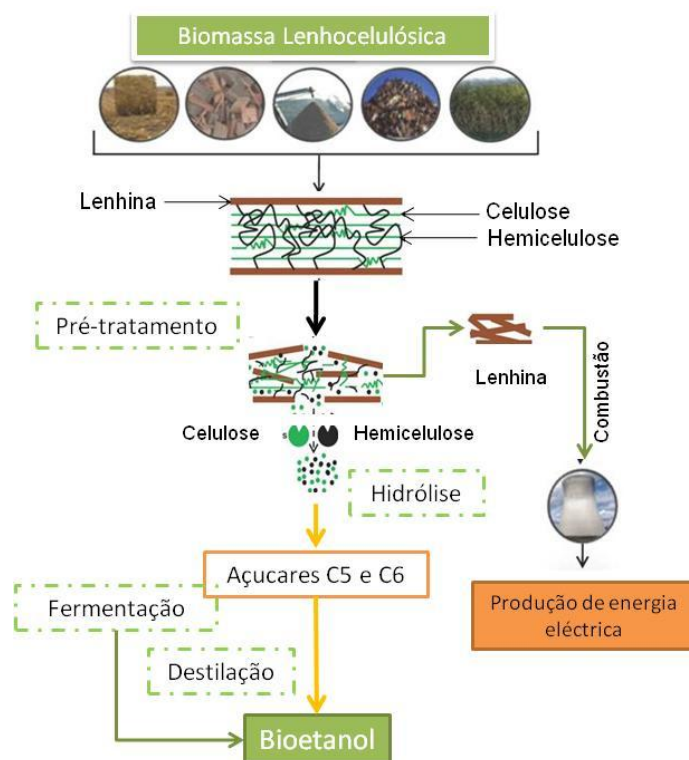 Biomassa Lenhocelulósica
Lenhina
Celulose
Hemicelulose
Pré-tratamento
Lenhina
Combustão
Celulose
s
Hemicelulose
Hidrólise
Açucares C5 e C6
Fermentação
Produção de energia
eléctrica
Destilação
Bioetanol